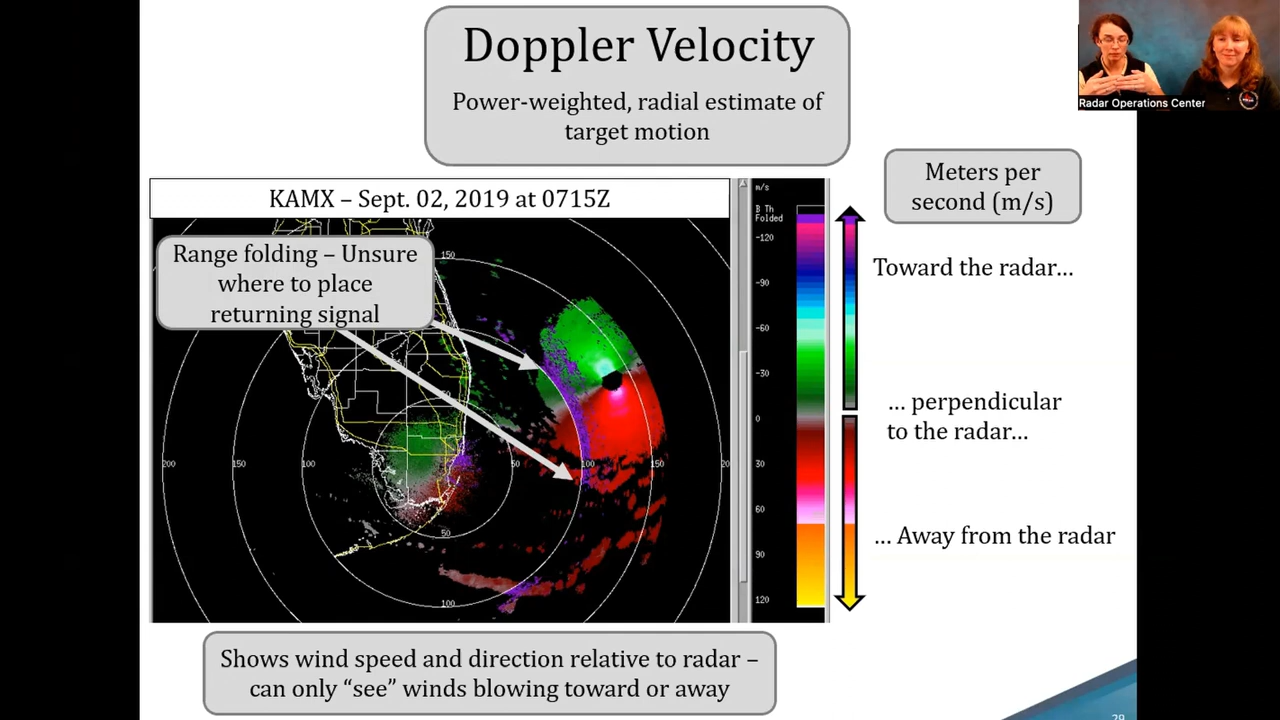 Doppler Velocity
Power-weighted, radial estimate of
target motion
Radar Operations Center
KAMX – Sept. 02, 2019 at 0715Z
Range folding – Unsure
where to place
returning signal
150
200
150
100
50
50
100
150
20
50
100
m/s
B Th
Folded
-120
-90
-60
-30
0
30
60
90
120
Meters per
second (m/s)
Toward the radar...
... perpendicular
to the radar...
... Away from the radar
Shows wind speed and direction relative to radar –
can only “see” winds blowing toward or away
29